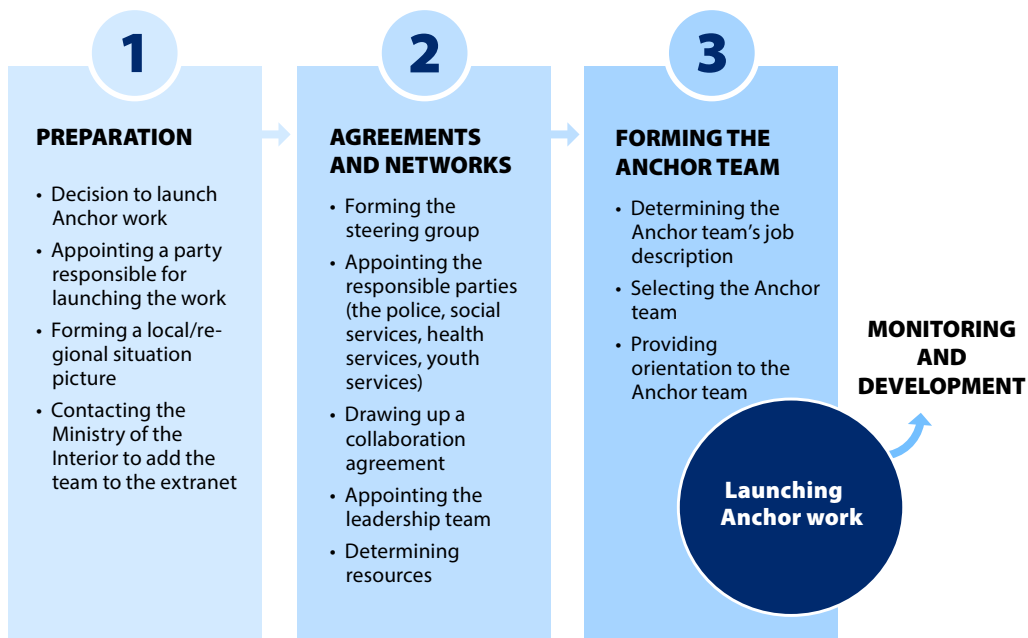 1
PREPARATION
• Decision to launch
Anchor work
• Appointing a party
responsible for
launching the work
• Forming a local/re-
gional situation
picture
• Contacting the
Ministry of the
Interior to add the
team to the extranet
2
AGREEMENTS
AND NETWORKS
• Forming the
steering group
• Appointing the
responsible parties
(the police, social
services, health
services, youth
services)
• Drawing up a
collaboration
agreement
• Appointing the
leadership team
• Determining
resources
3
FORMING THE
ANCHOR TEAM
• Determining the
Anchor team’s job
description
• Selecting the Anchor
team
• Providing
orientation to the
Anchor team
Launching
Anchor work
MONITORING
AND
DEVELOPMENT